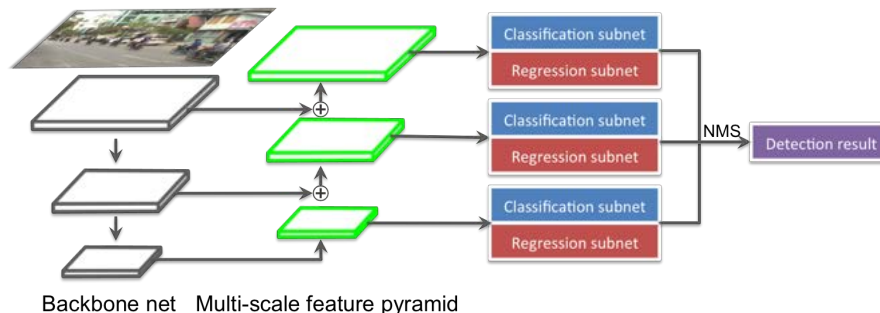 Classification subnet
Regression subnet
Classification subnet
Regression subnet
NMS
Detection result
Classification subnet
Regression subnet
Backbone net
Multi-scale feature pyramid